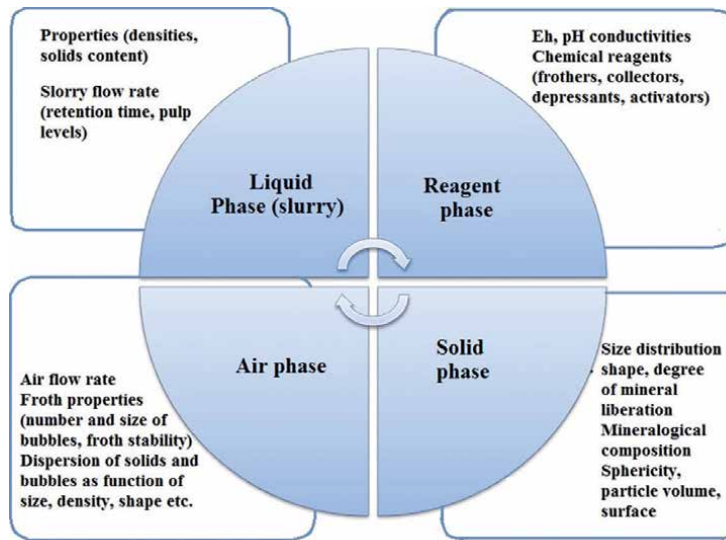 Properties (densities,
solids content)
Slorry flow rate
(retention time, pulp
levels)
Eh, pH conductivities
Chemical reagents
(frothers, collectors,
depressants, activators)
Liquid
Phase (slurry)
Reagent
phase
Air phase
Solid
phase
Air flow rate
Froth properties
(number and size of
bubbles, froth stability)
Dispersion of solids and
bubbles as function of
size, density, shape etc.
Size distribution
shape, degree
of mineral
liberation
Mineralogical
composition
Sphericity,
particle volume,
surface